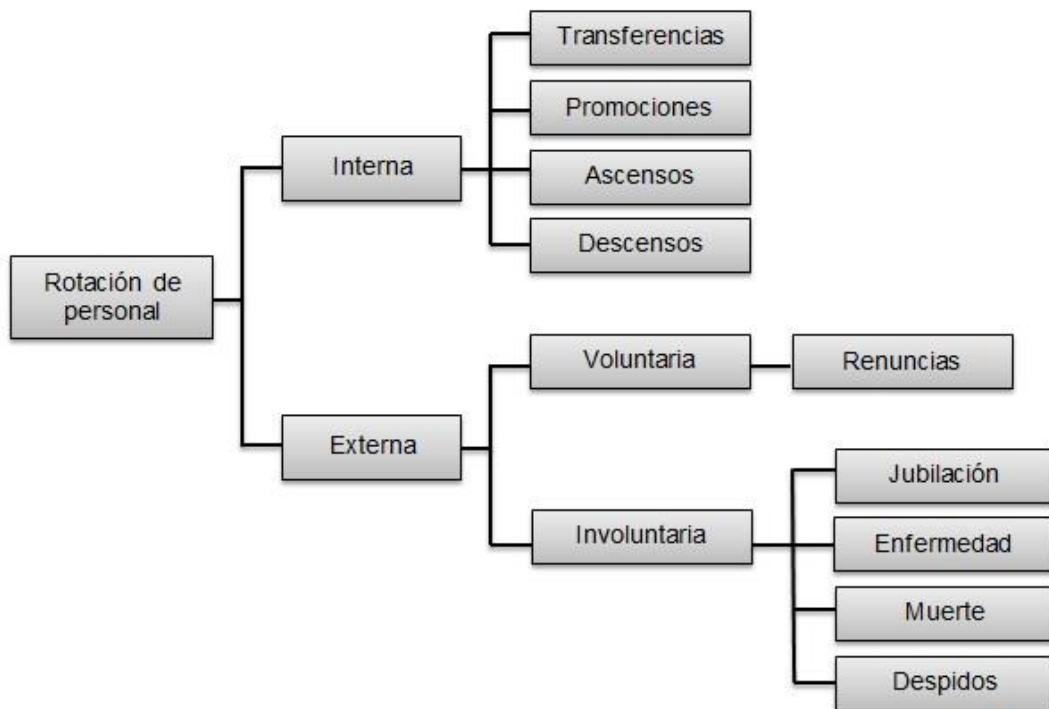 Transferencias
Promociones
Interna
Ascensos
Descensos
Rotación de
personal
Voluntaria
Renuncias
Externa
Jubilación
Involuntaria
Enfermedad
Muerte
Despidos